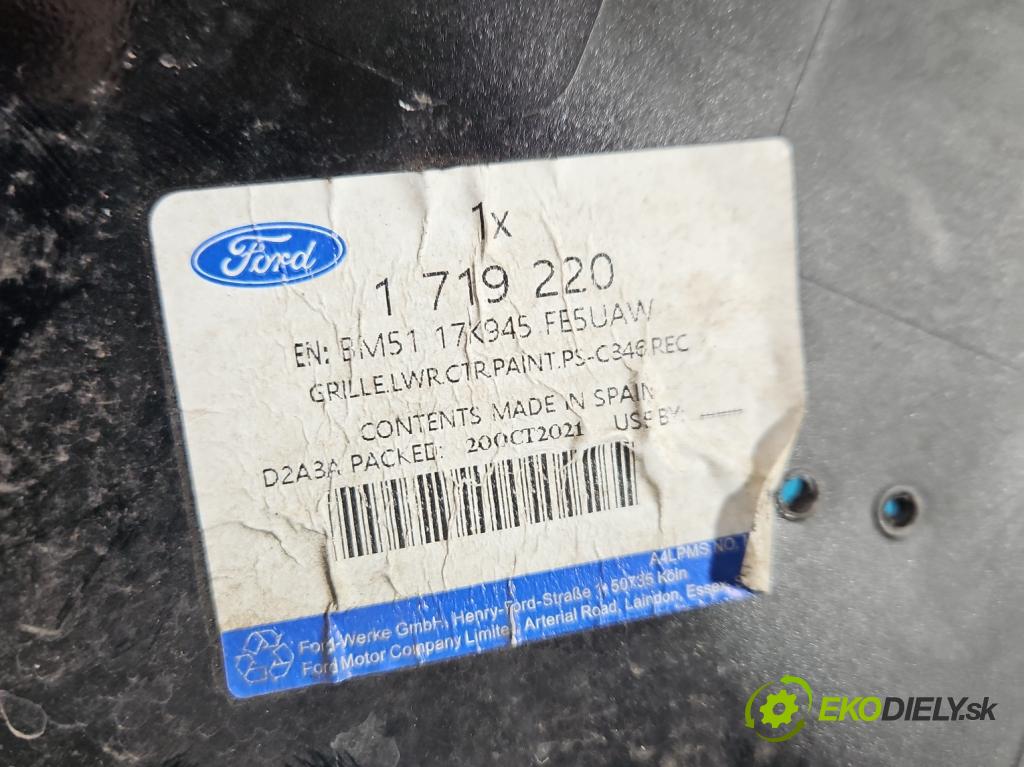 Ford
1x
1 719 220
EN: BM51 17K945 FE5UAW
GRILLE.LWR.CTR.PAINT.PS-C346.REC
CONTENTS MADE IN SPAIN
D2A3A PACKED: 20OCT2021 USE BY:
A4LPMS NO.
Ford-Werke GmbH, Henry-Ford-Straße 1, 50735 Köln
Ford Motor Company Limited, Arterial Road, Laindon, Essex,
EKODIELY.sk